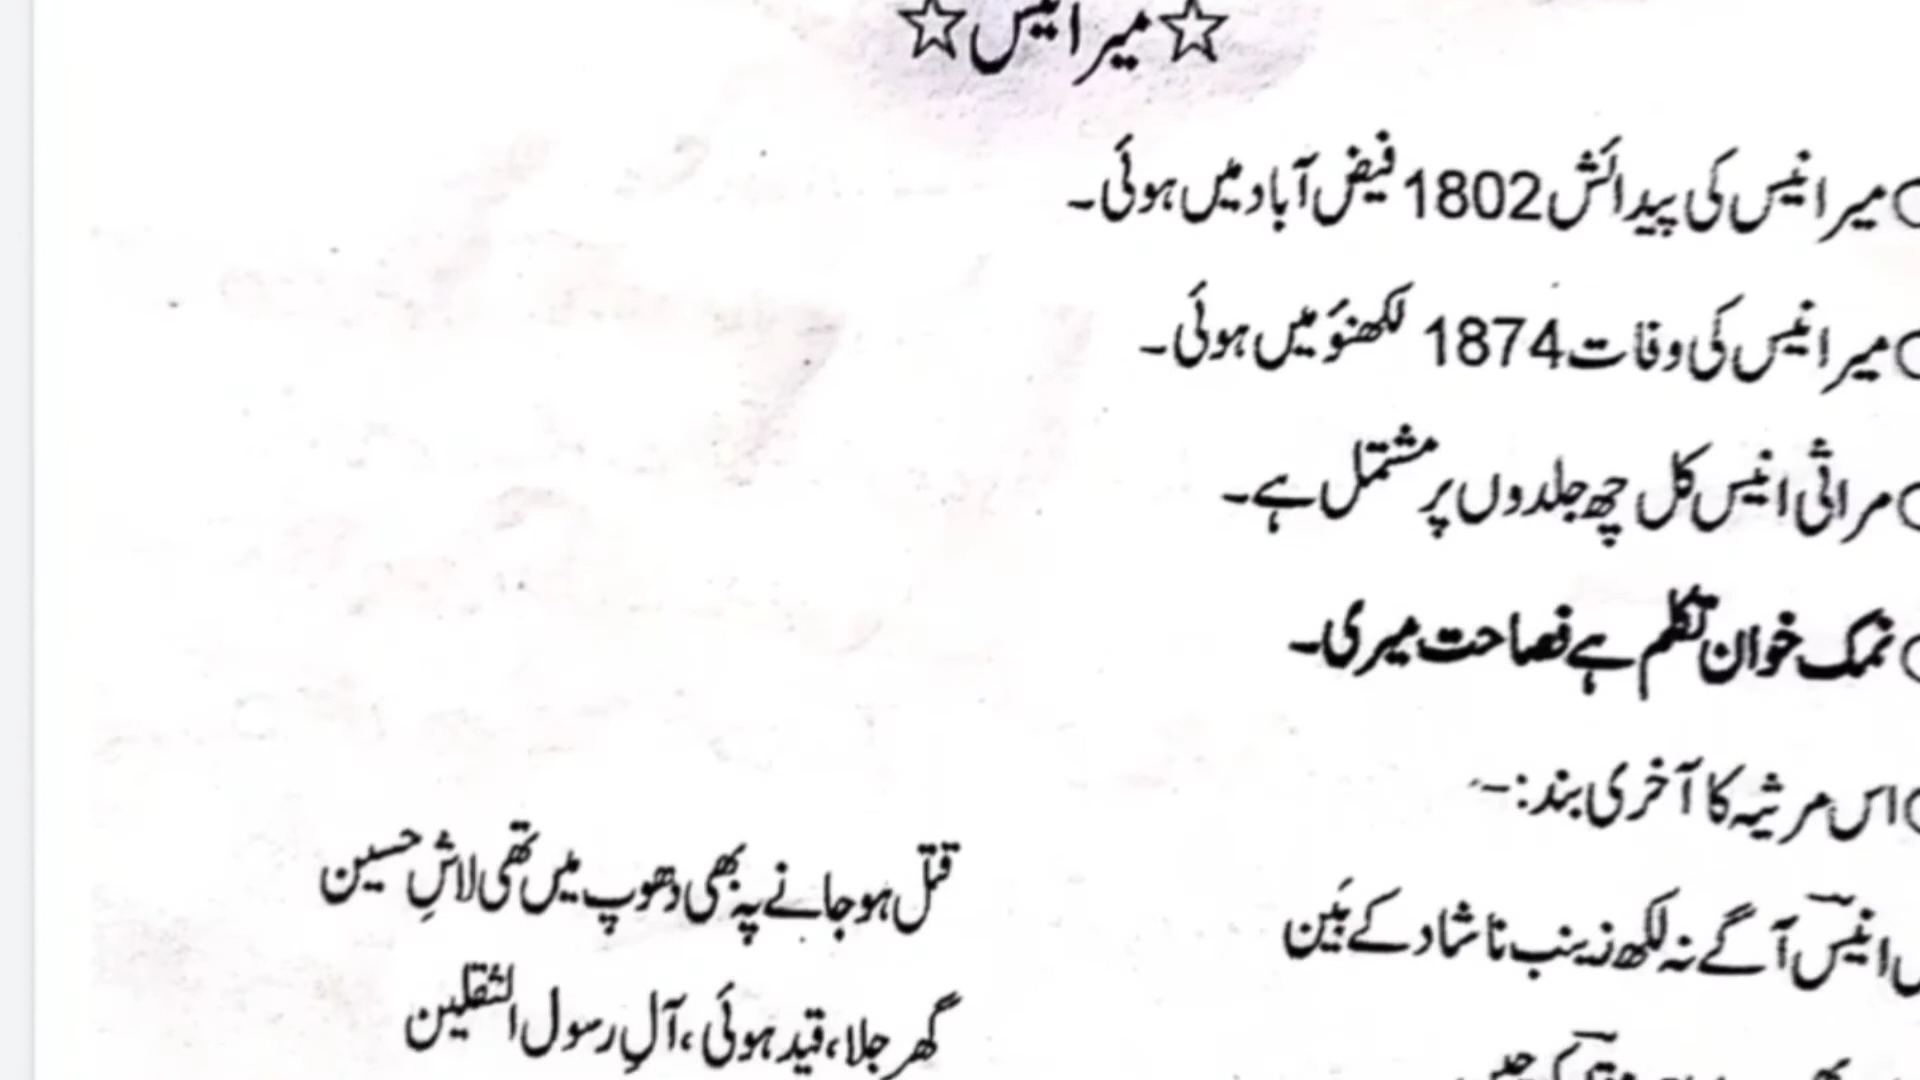 ☆میر انیس☆
○ میر انیس کی پیدائش 1802 فیض آباد میں ہوئی۔
○ میر انیس کی وفات 1874 لکھنؤ میں ہوئی۔
○ مراثی انیس کل چھ جلدوں پر مشتمل ہے۔
○ نمک خوان تکلم ہے فصاحت میری۔
○ اس مرثیہ کا آخری بند:-
انیسؔ آگے نہ لکھ زینب ناشاد کے بَین
قتل ہو جانے پہ بھی دھوپ میں تھی لاشِ حسین
گھر جلا، قید ہوئی، آلِ رسول الثقلین